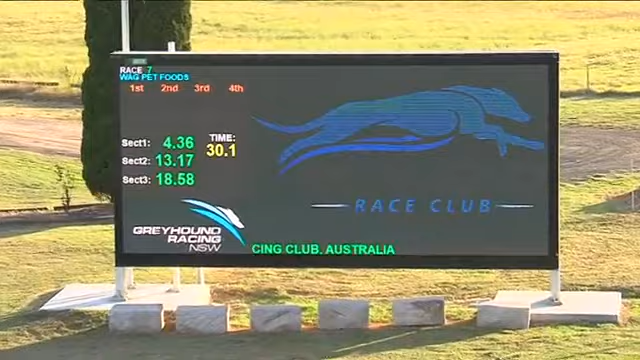 RACE 7
WAG PET FOODS
1st 2nd 3rd 4th
Sect1: 4.36
Sect2: 13.17
Sect3: 18.58
TIME:
30.1
RACE CLUB
GREYHOUND
RACING
NSW
CING CLUB, AUSTRALIA